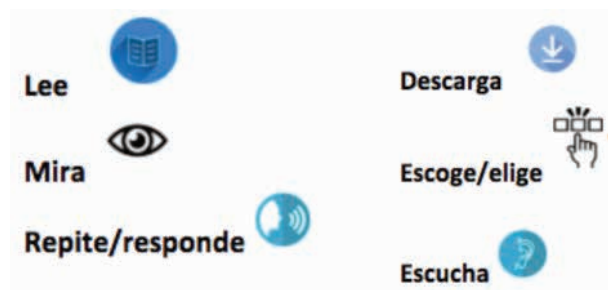 Lee
Mira
Repite/responde
Descarga
Escoge/elige
Escucha